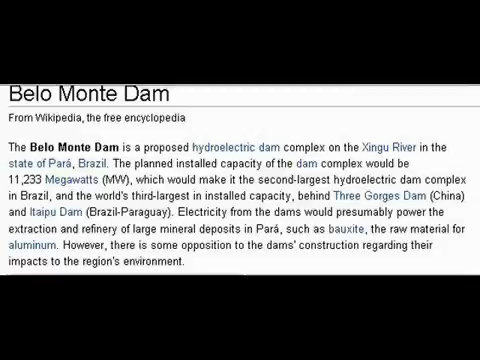 Belo Monte Dam
From Wikipedia, the free encyclopedia
The Belo Monte Dam is a proposed hydroelectric dam complex on the Xingu River in the
state of Pará, Brazil. The planned installed capacity of the dam complex would be
11,233 Megawatts (MW), which would make it the second-largest hydroelectric dam complex
in Brazil, and the world's third-largest in installed capacity, behind Three Gorges Dam (China)
and Itaipu Dam (Brazil-Paraguay). Electricity from the dams would presumably power the
extraction and refinery of large mineral deposits in Pará, such as bauxite, the raw material for
aluminum. However, there is some opposition to the dams' construction regarding their
impacts to the region's environment.